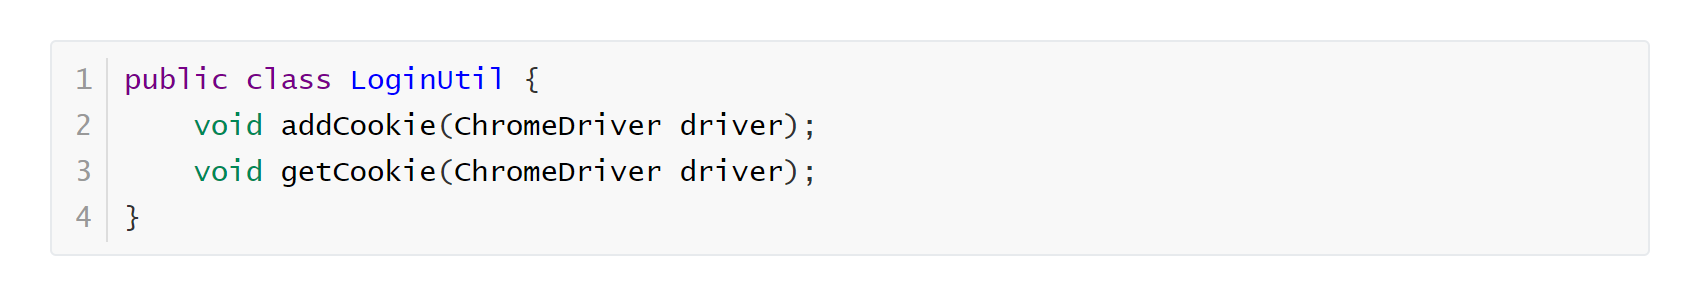 1 public class LoginUtil {
2     void addCookie(ChromeDriver driver);
3     void getCookie(ChromeDriver driver);
4 }